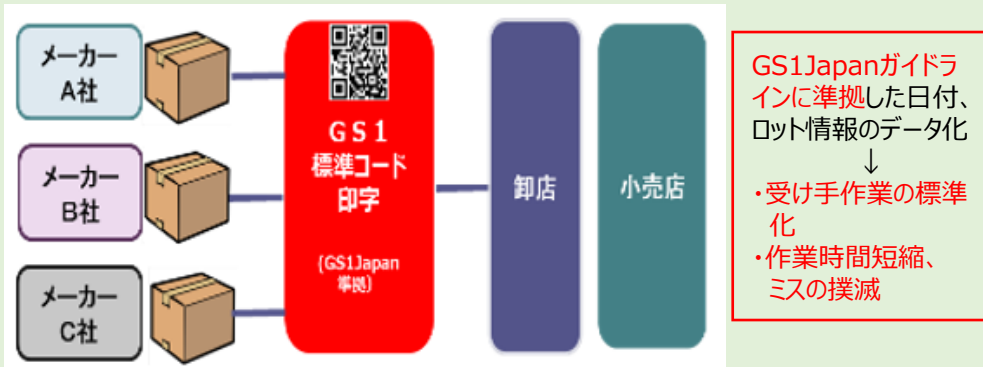 メーカー
A社
メーカー
B社
メーカー
C社
GS1
標準コード
印字
(GS1Japan
準拠)
卸店
小売店
GS1Japanガイドラ
インに準拠した日付、
ロット情報のデータ化
↓
・受け手作業の標準
化
・作業時間短縮、
ミスの撲滅